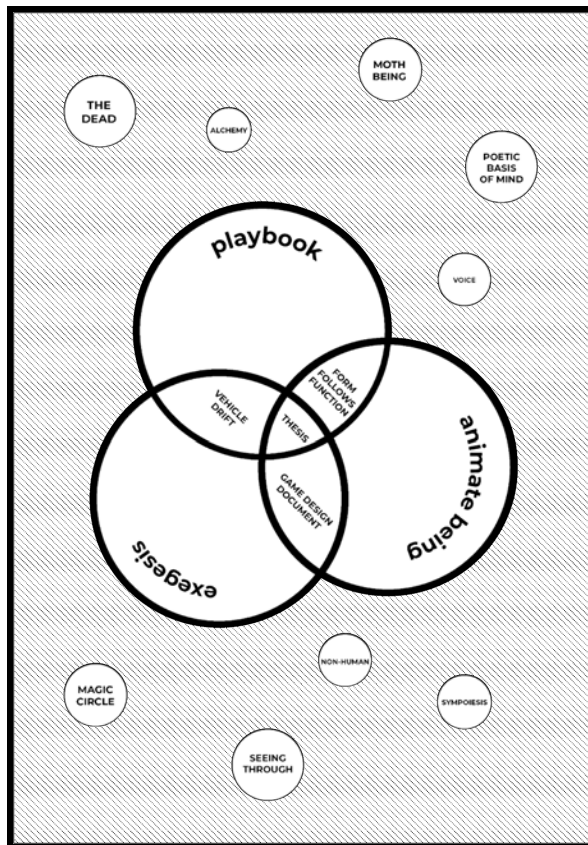 MOTH
BEING
THE
DEAD
ALCHEMY
POETIC
BASIS
OF MIND
playbook
VOICE
FORM
FOLLOWS
FUNCTION
VEHICLE
DRIFT
THESIS
animate being
GAME DESIGN
DOCUMENT
exegesis
NON-HUMAN
MAGIC
CIRCLE
SYMPOIESIS
SEEING
THROUGH